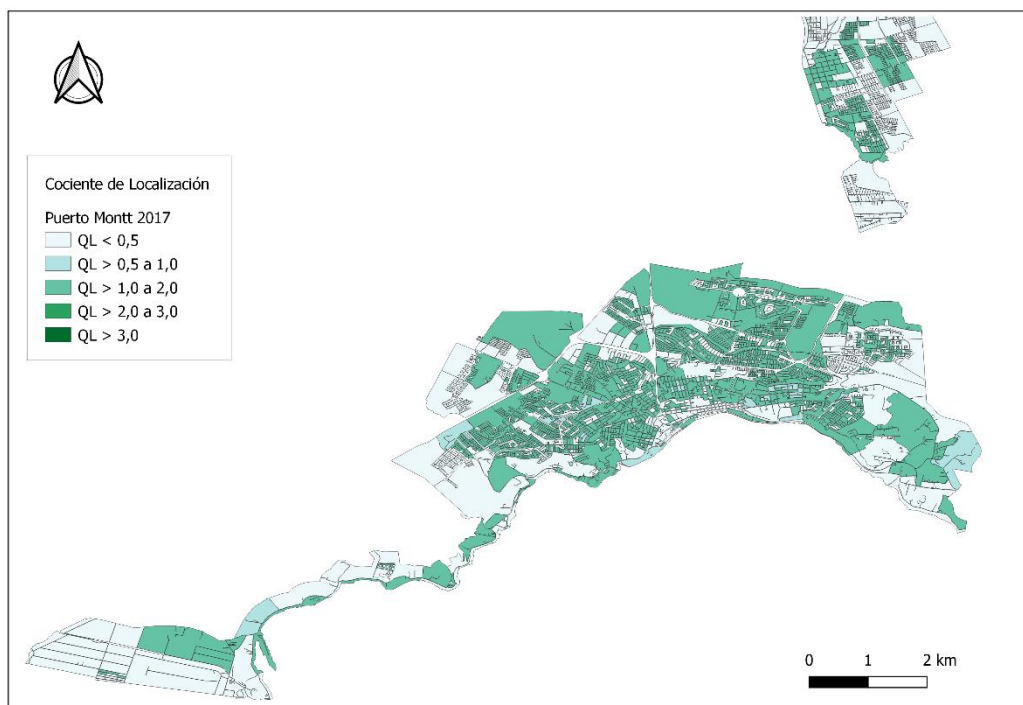 Cociente de Localización
Puerto Montt 2017
QL < 0,5
QL > 0,5 a 1,0
QL > 1,0 a 2,0
QL > 2,0 a 3,0
QL > 3,0
0 1 2 km